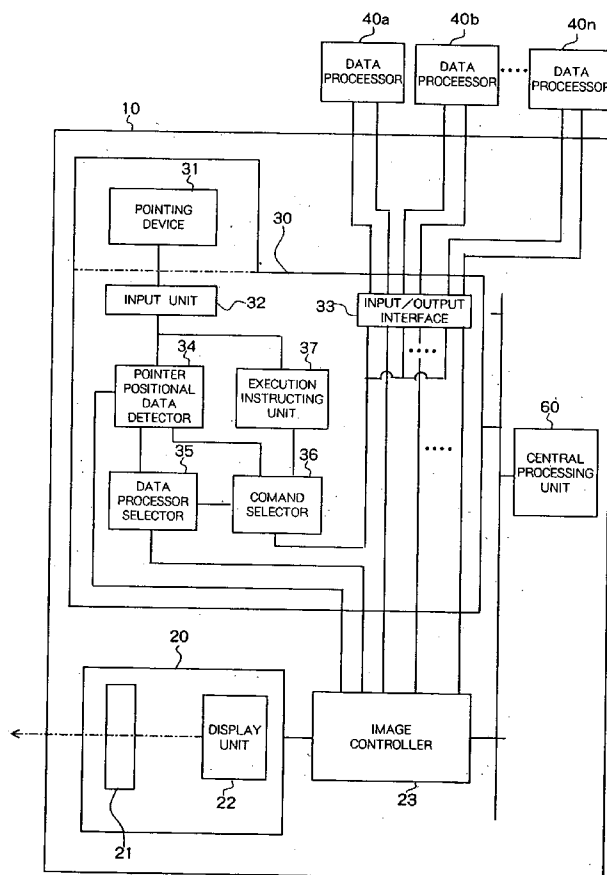 40a
40b
40n
DATA
PROCEESSOR
DATA
PROCEESSOR
DATA
PROCEESSOR
10
31
POINTING
DEVICE
30
INPUT UNIT
32
33
INPUT/OUTPUT
INTERFACE
34
POINTER
POSITIONAL
DATA
DETECTOR
37
EXECUTION
INSTRUCTING
UNIT
60
CENTRAL
PROCESSING
UNIT
35
DATA
PROCESSOR
SELECTOR
36
COMAND
SELECTOR
20
DISPLAY
UNIT
22
21
IMAGE
CONTROLLER
23